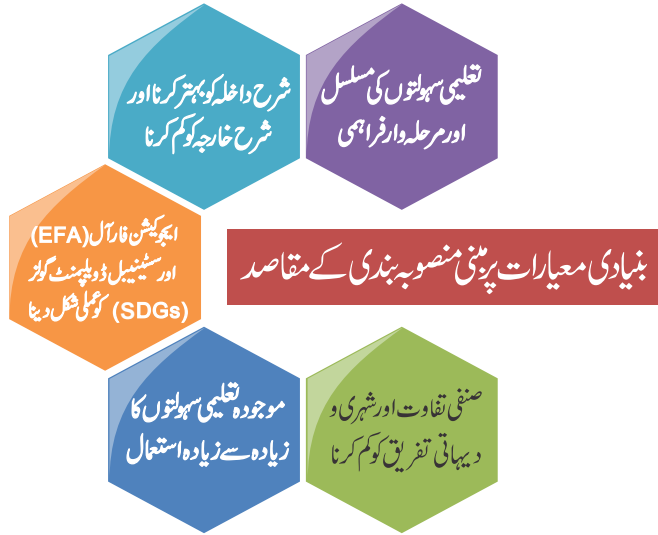 بنیادی معیارات پر مبنی منصوبہ بندی کے مقاصد
تعلیمی سہولتوں کی مسلسل
اور مرحلہ وار فراہمی
شرح داخلہ کو بہتر کرنا اور
شرح خارجہ کو کم کرنا
ایجوکیشن فار آل (EFA)
اور سسٹینیبل ڈویلپمنٹ گولز
(SDGs) کو عملی شکل دینا
موجودہ تعلیمی سہولتوں کا
زیادہ سے زیادہ استعمال
صنفی تفاوت اور شہری و
دیہاتی تفریق کو کم کرنا